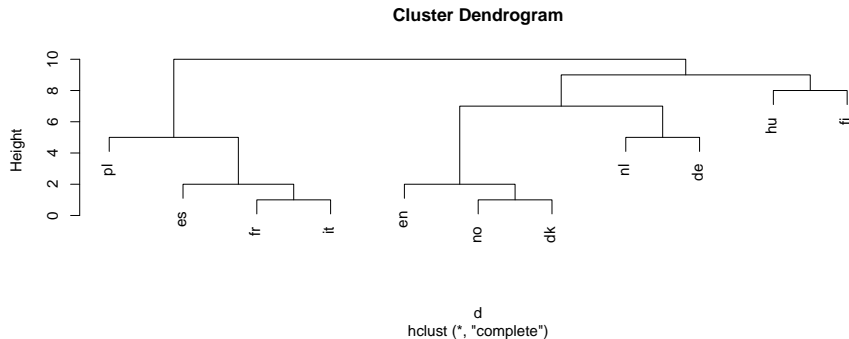 Cluster Dendrogram
Height
0
2
4
6
8
10
pl
es
fr
it
en
no
dk
nl
de
hu
fi
d
hclust (*, "complete")